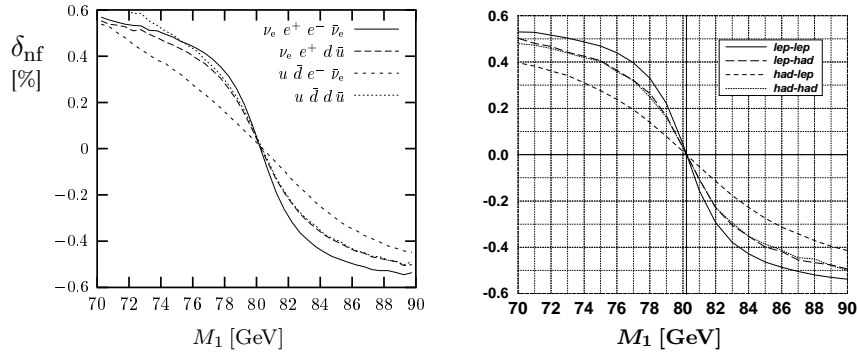 δnf
[%]
0.6
0.4
0.2
0
−0.2
−0.4
−0.6
νe e+ e− ν̄e
νe e+ d ū
u d̄ e− ν̄e
u d̄ d ū
70 72 74 76 78 80 82 84 86 88 90
M1 [GeV]
0.6
0.4
0.2
0.0
-0.2
-0.4
-0.6
lep-lep
lep-had
had-lep
had-had
70 72 74 76 78 80 82 84 86 88 90
M1 [GeV]